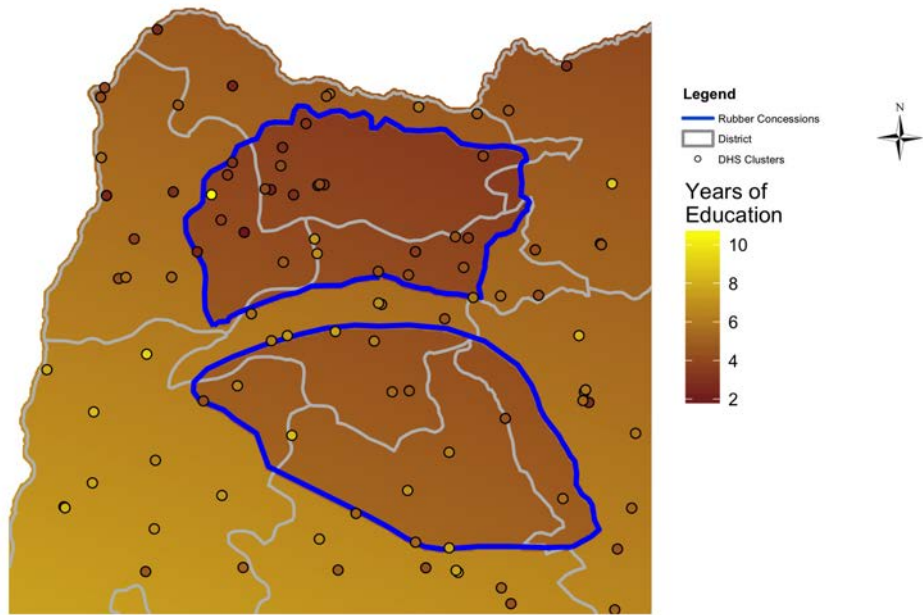 Legend
Rubber Concessions
District
DHS Clusters
N
Years of
Education
10
8
6
4
2